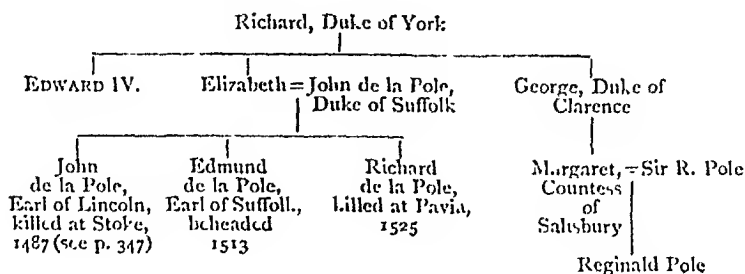 Richard, Duke of York
EDWARD IV. Elizabeth = John de la Pole, George, Duke of
Duke of Suffolk Clarence
John Edmund Richard Margaret, = Sir R. Pole
de la Pole, de la Pole, de la Pole, Countess
Earl of Lincoln, Earl of Suffolk, killed at Pavia, of
killed at Stoke, beheaded 1525 Salisbury
1487 (see p. 347) 1513
Reginald Pole